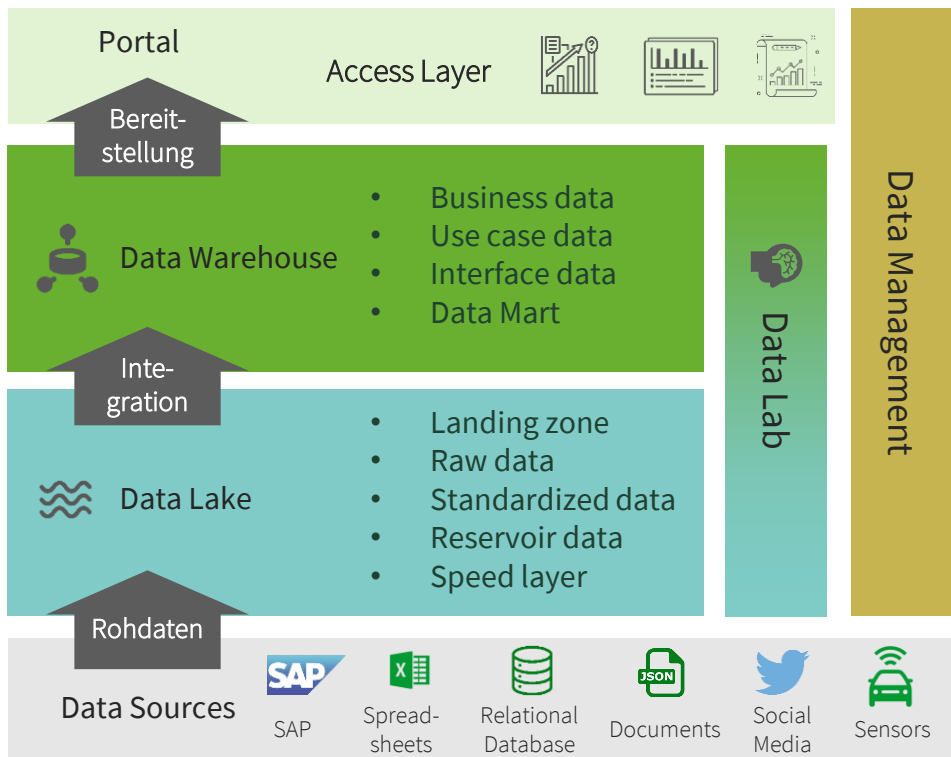 Portal
Access Layer
Bereit-
stellung
Data Warehouse
• Business data
• Use case data
• Interface data
• Data Mart
Inte-
gration
Data Lake
• Landing zone
• Raw data
• Standardized data
• Reservoir data
• Speed layer
Data Lab
Data Management
Rohdaten
Data Sources
SAP
SAP
X
Spread-
sheets
Relational
Database
JSON
Documents
Social
Media
Sensors